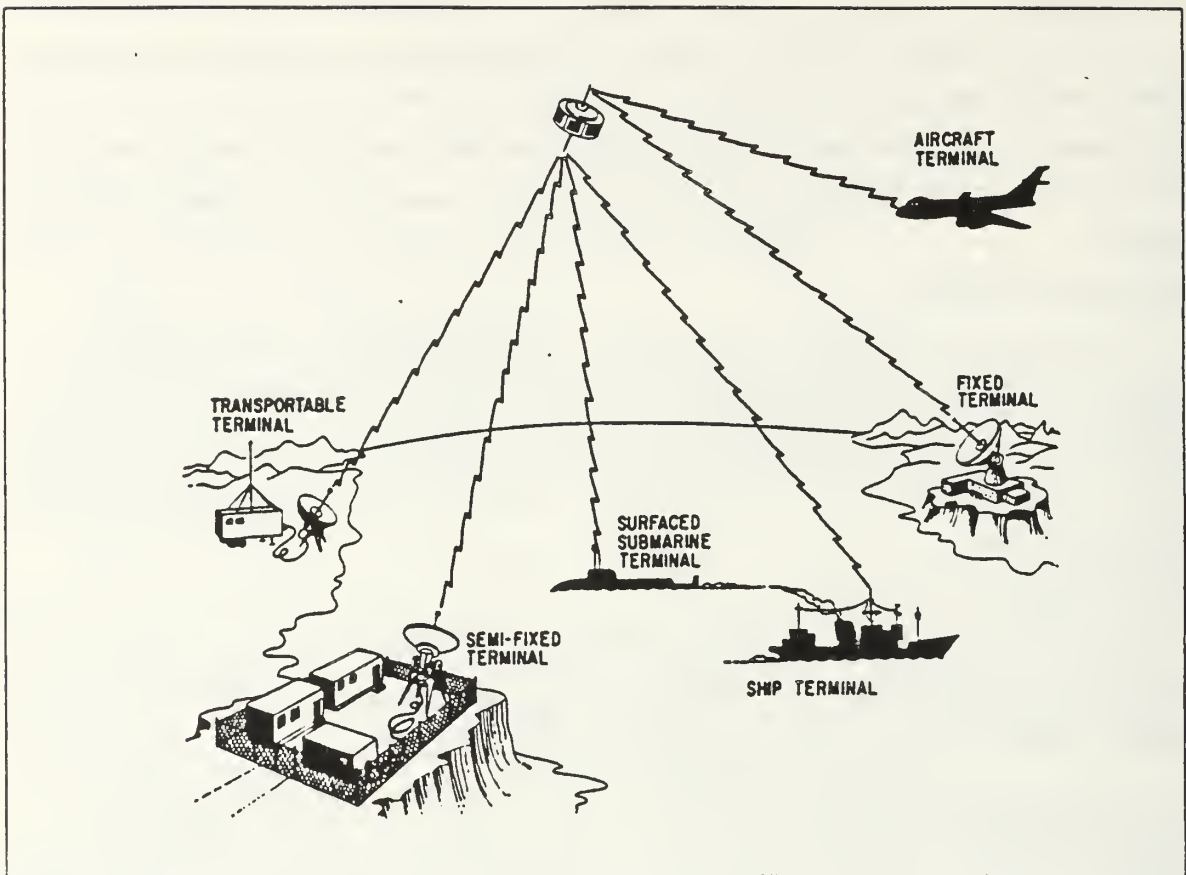 AIRCRAFT
TERMINAL
FIXED
TERMINAL
TRANSPORTABLE
TERMINAL
SURFACED
SUBMARINE
TERMINAL
SEMI-FIXED
TERMINAL
SHIP TERMINAL